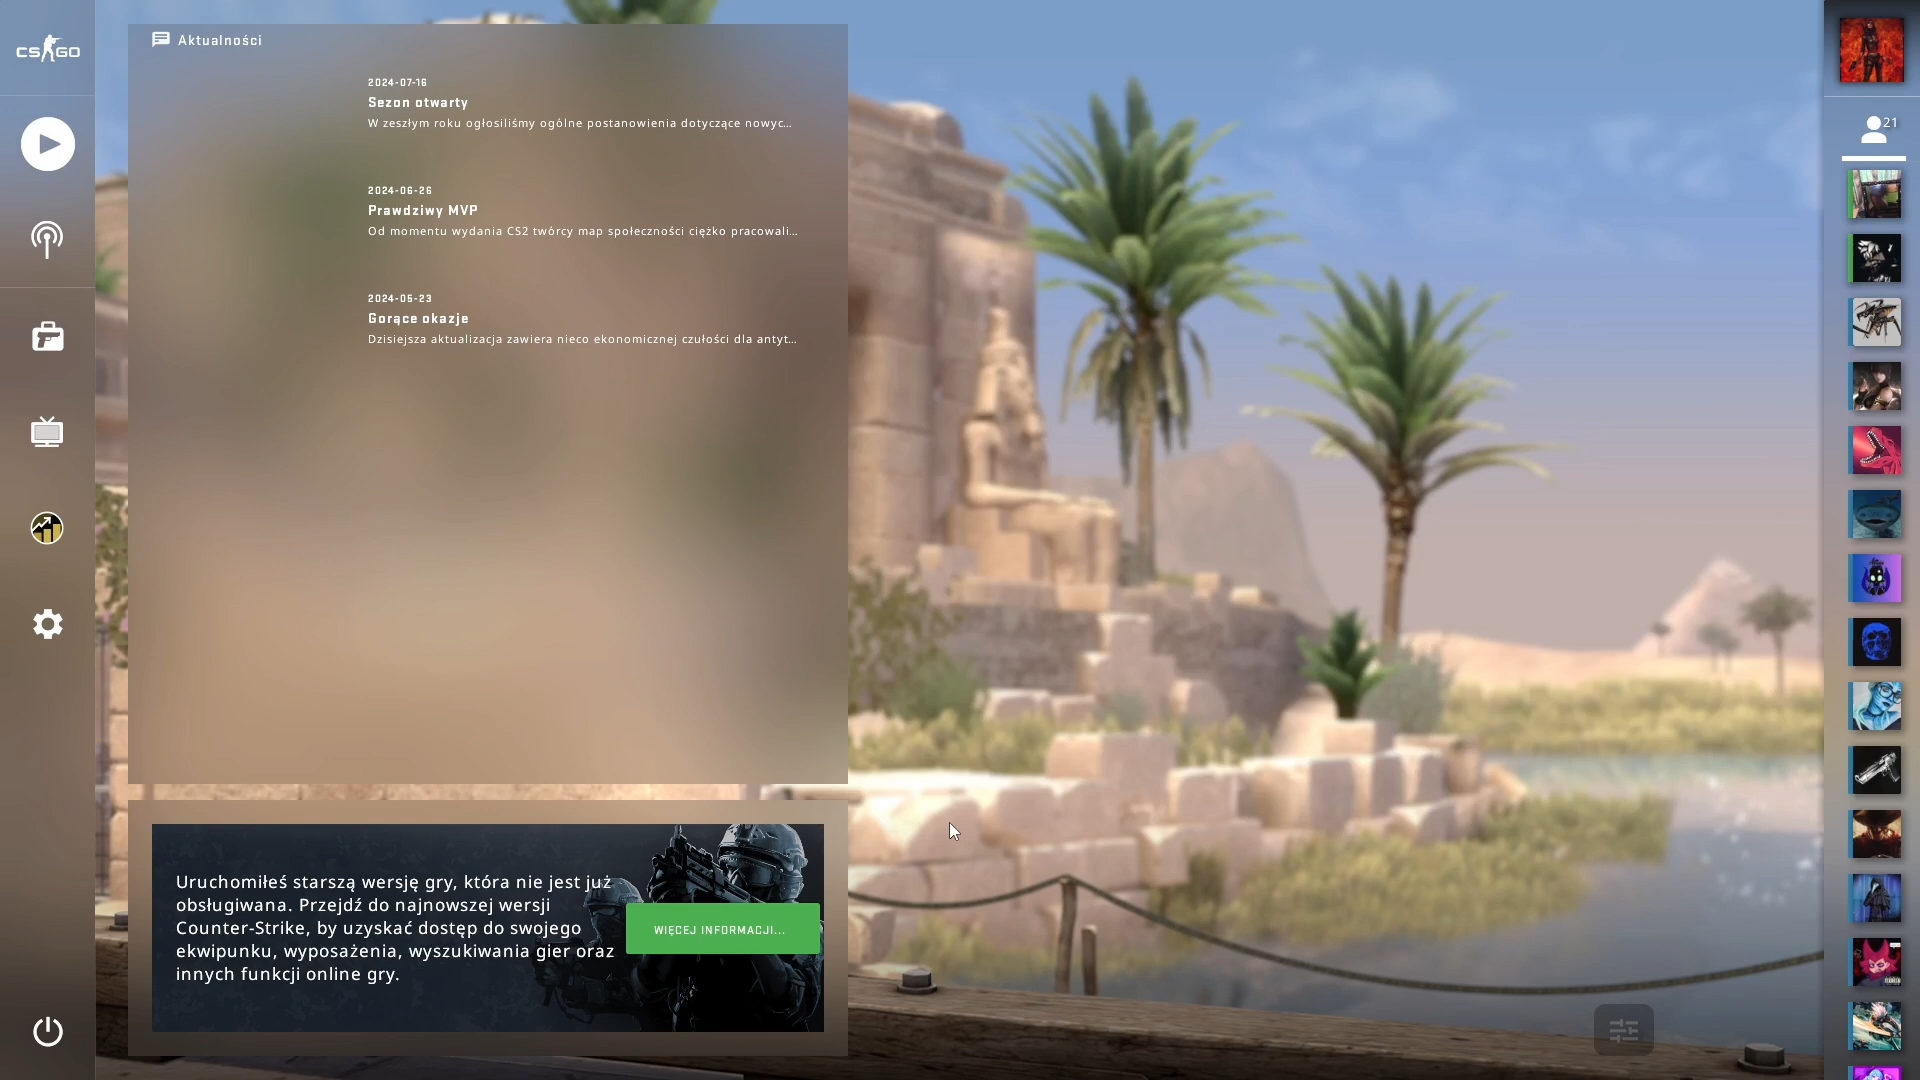 CS GO
Aktualności
2024-07-16
Sezon otwarty
W zeszłym roku ogłosiliśmy ogólne postanowienia dotyczące nowyc...
2024-06-26
Prawdziwy MVP
Od momentu wydania CS2 twórcy map społeczności ciężko pracowali...
2024-05-23
Gorące okazje
Dzisiejsza aktualizacja zawiera nieco ekonomicznej czułości dla antyt...
Uruchomiłeś starszą wersję gry, która nie jest już
obsługiwana. Przejdź do najnowszej wersji
Counter-Strike, by uzyskać dostęp do swojego
ekwipunku, wyposażenia, wyszukiwania gier oraz
innych funkcji online gry.
WIĘCEJ INFORMACJI...
21